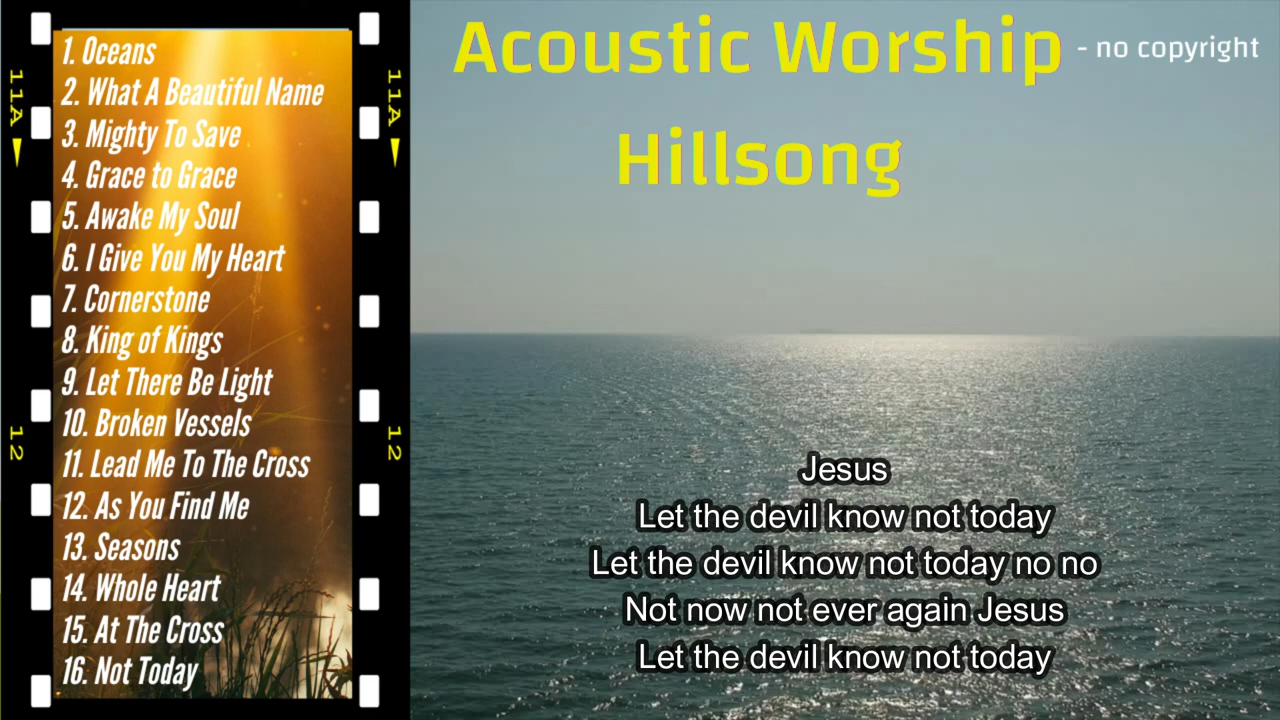 11A
1. Oceans
2. What A Beautiful Name
3. Mighty To Save
4. Grace to Grace
5. Awake My Soul
6. I Give You My Heart
7. Cornerstone
8. King of Kings
9. Let There Be Light
10. Broken Vessels
11. Lead Me To The Cross
12. As You Find Me
13. Seasons
14. Whole Heart
15. At The Cross
16. Not Today
12
11A
12
Acoustic Worship - no copyright
Hillsong
Jesus
Let the devil know not today
Let the devil know not today no no
Not now not ever again Jesus
Let the devil know not today